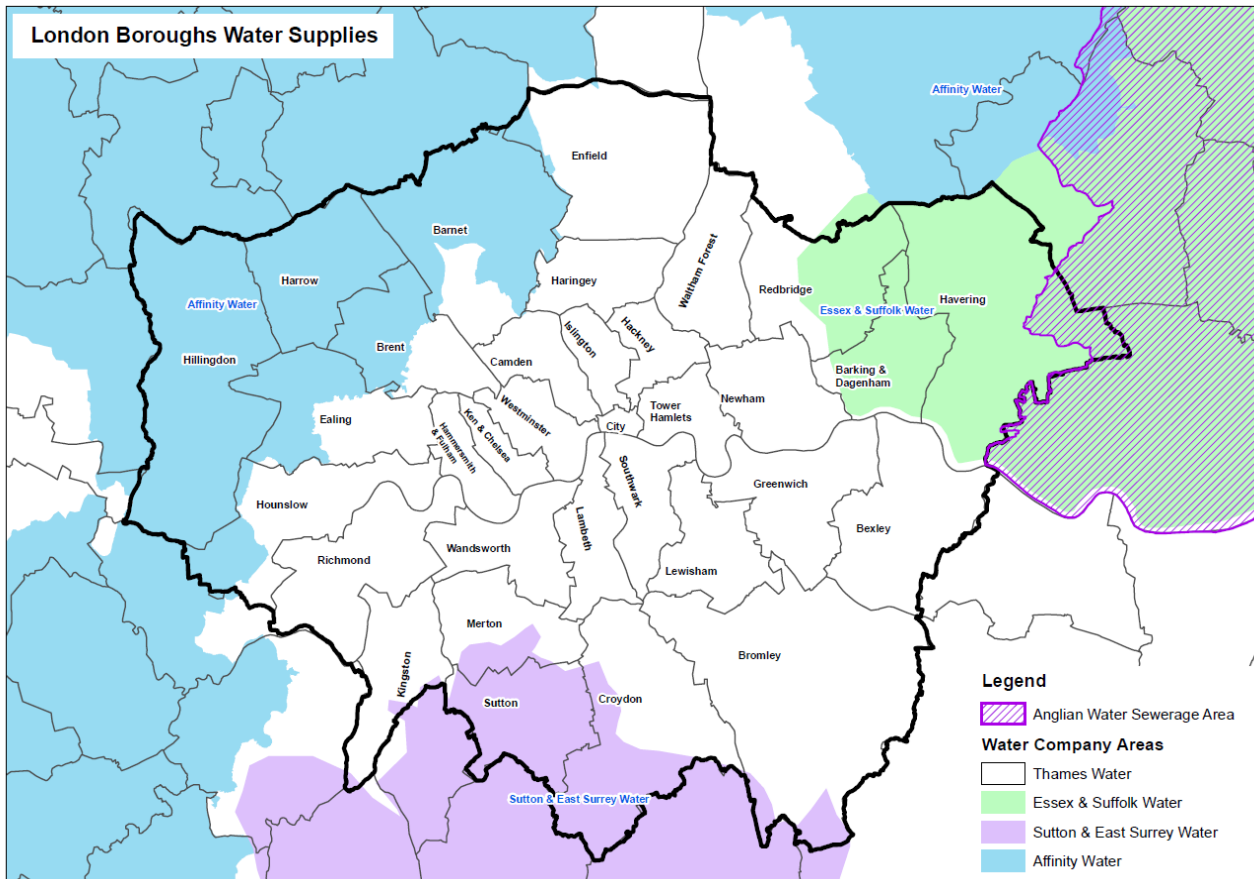 London Boroughs Water Supplies
Affinity Water
Enfield
Barnet
Waltham Forest
Harrow
Haringey
Redbridge
Havering
Affinity Water
Essex & Suffolk Water
Islington
Hackney
Hillingdon
Brent
Camden
Barking &
Dagenham
Westminster
Ealing
Ken & Chelsea
Hammersmith
& Fulham
City
Tower
Hamlets
Newham
Southwark
Greenwich
Hounslow
Bexley
Lambeth
Wandsworth
Richmond
Lewisham
Merton
Bromley
Kingston
Sutton
Croydon
Sutton & East Surrey Water
Legend
Anglian Water Sewerage Area
Water Company Areas
Thames Water
Essex & Suffolk Water
Sutton & East Surrey Water
Affinity Water